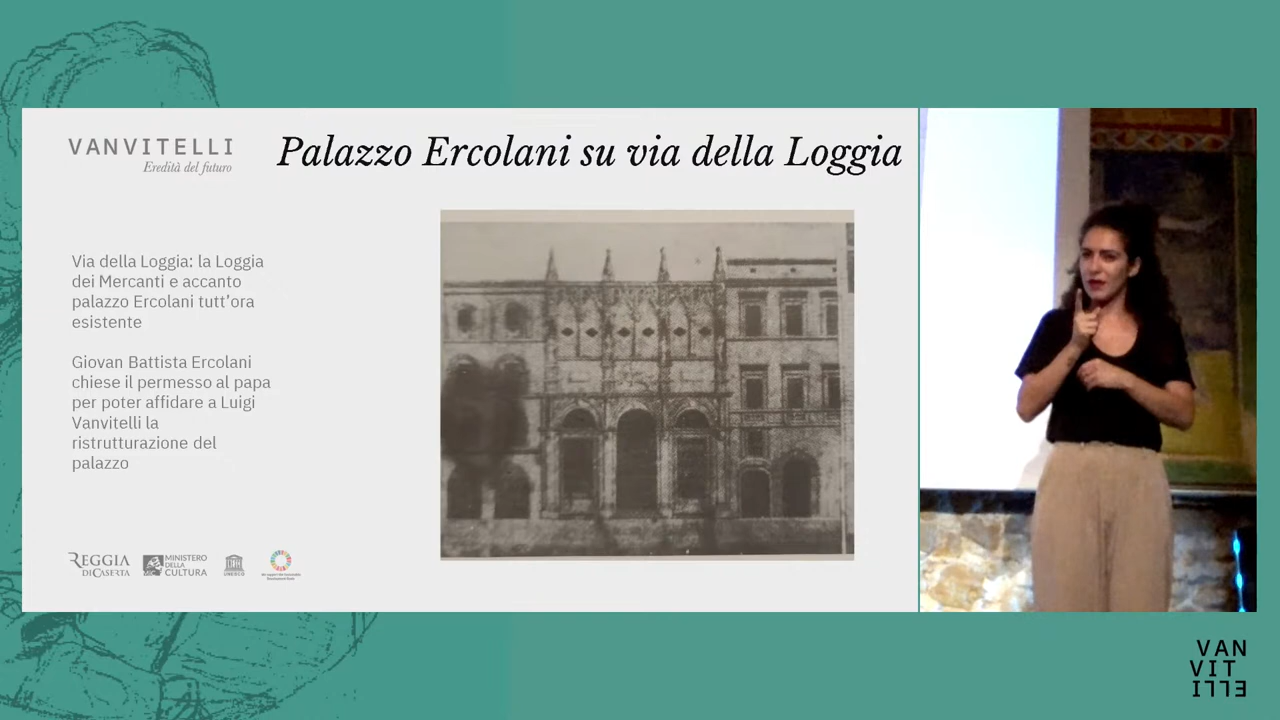 VANVITELLI
Eredità del futuro
Palazzo Ercolani su via della Loggia
Via della Loggia: la Loggia
dei Mercanti e accanto
palazzo Ercolani tutt’ora
esistente
Giovan Battista Ercolani
chiese il permesso al papa
per poter affidare a Luigi
Vanvitelli la
ristrutturazione del
palazzo
REGGIA
DI CASERTA
MINISTERO
DELLA
CULTURA
UNESCO
VAN
VIT
ELLI